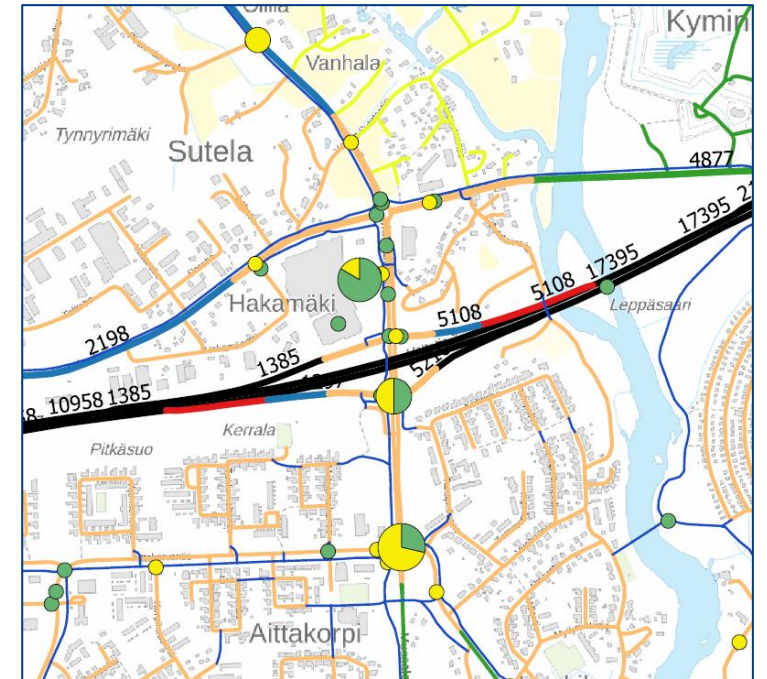 Kymin
Vanhala
Tynnyrimäki
Sutela
4877
17395
17395
5108
Leppäsaari
5108
Hakamäki
2198
1385
1385
10958
Kerrala
Pitkäsuo
Aittakorpi